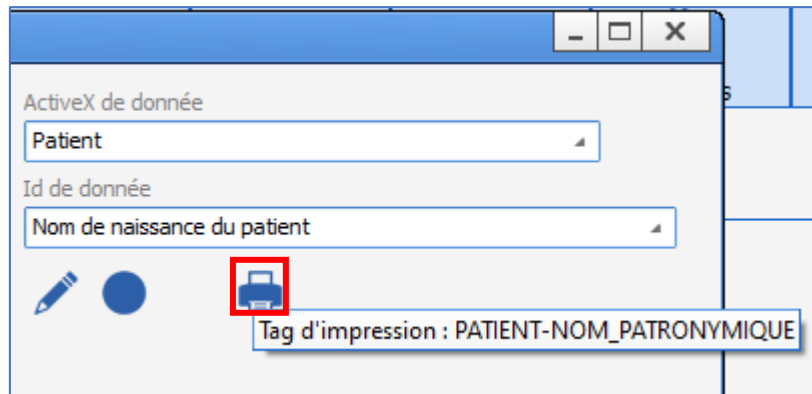 s
ActiveX de donnée
Patient
Id de donnée
Nom de naissance du patient
Tag d'impression : PATIENT-NOM_PATRONYMIQUE